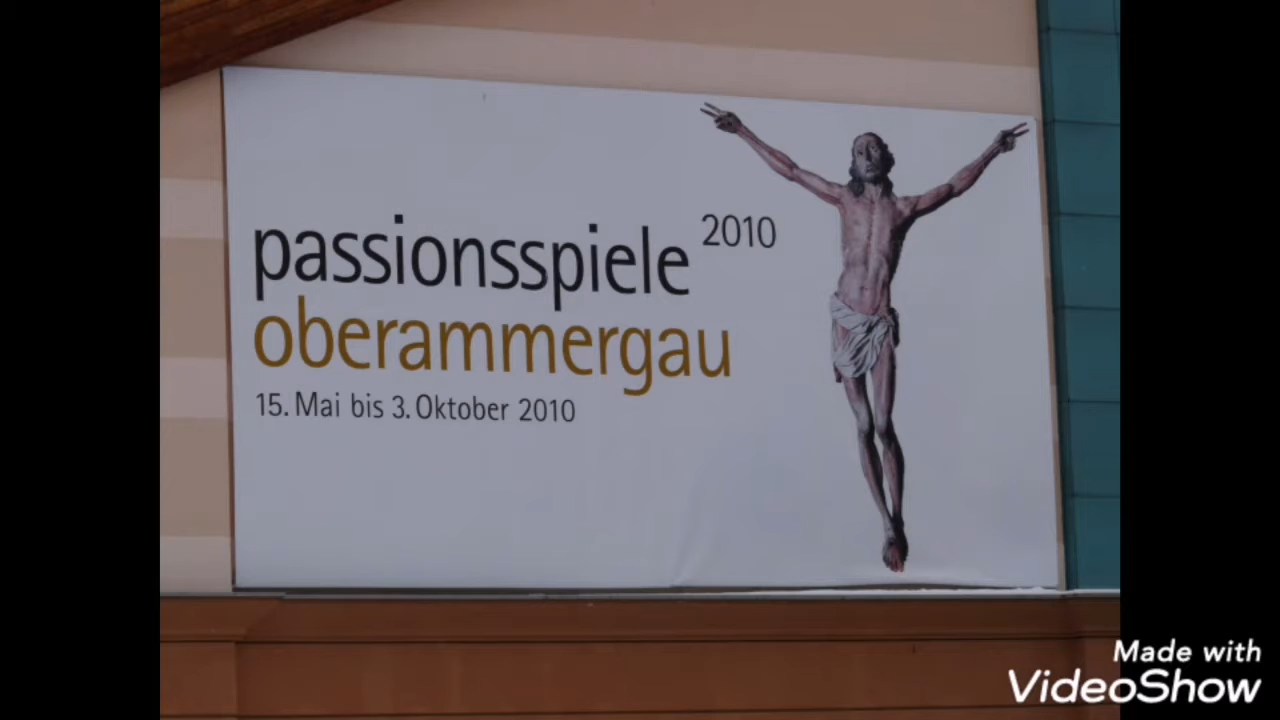 passionsspiele 2010
oberammergau
15. Mai bis 3. Oktober 2010
Made with
VideoShow